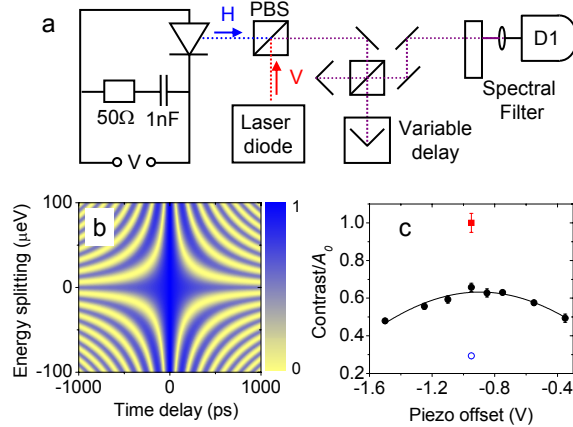 a
H
PBS
V
50Ω
1nF
V
Laser
diode
Variable
delay
Spectral
Filter
D1
b
Energy splitting (μeV)
100
0
-100
-1000
0
1000
Time delay (ps)
1
0
c
Contrast/A0
1.0
0.8
0.6
0.4
0.2
-1.6
-1.2
-0.8
-0.4
Piezo offset (V)